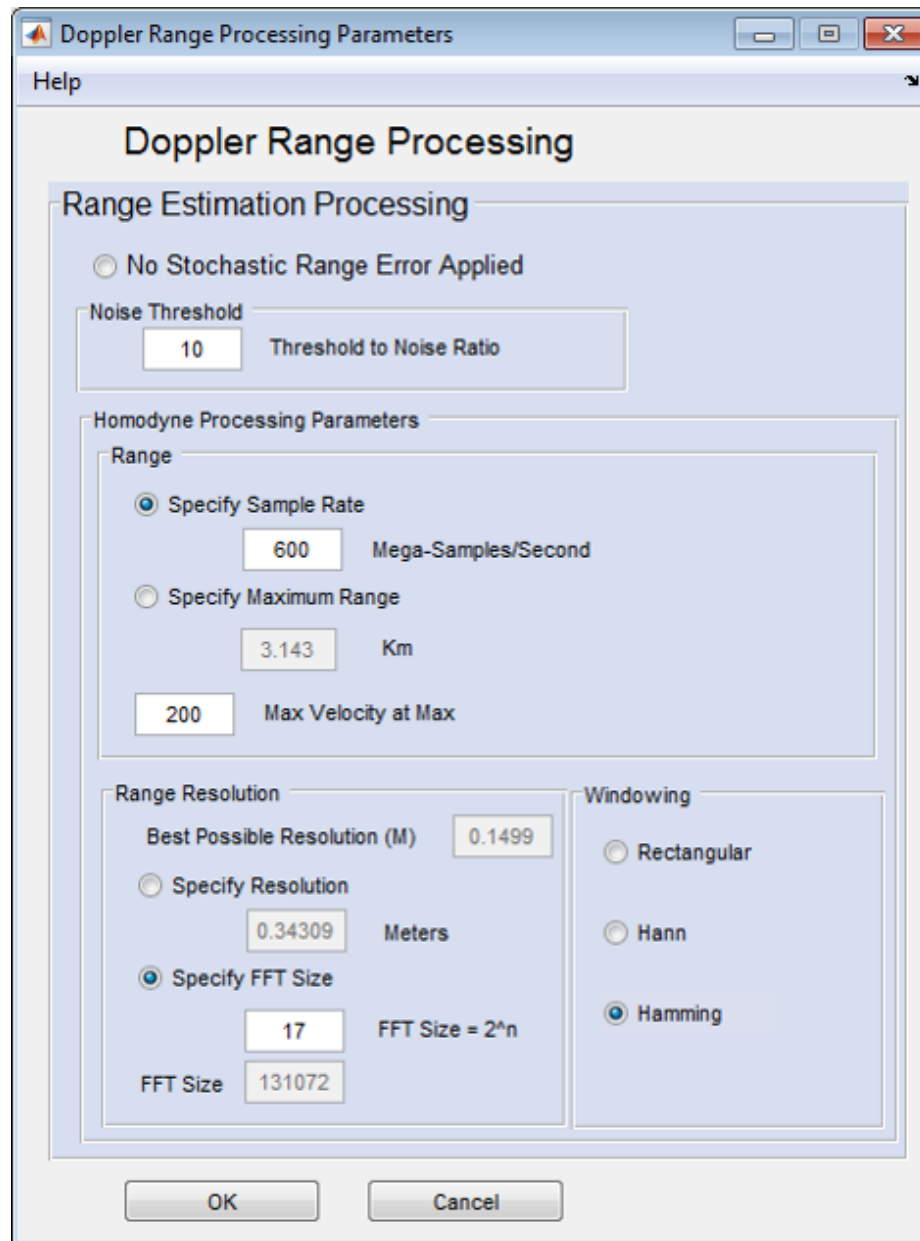 Doppler Range Processing Parameters
Help
Doppler Range Processing
Range Estimation Processing
No Stochastic Range Error Applied
Noise Threshold
10 Threshold to Noise Ratio
Homodyne Processing Parameters
Range
Specify Sample Rate
600 Mega-Samples/Second
Specify Maximum Range
3.143 Km
200 Max Velocity at Max
Range Resolution
Best Possible Resolution (M) 0.1499
Specify Resolution
0.34309 Meters
Specify FFT Size
17 FFT Size = 2^n
FFT Size 131072
Windowing
Rectangular
Hann
Hamming
OK Cancel